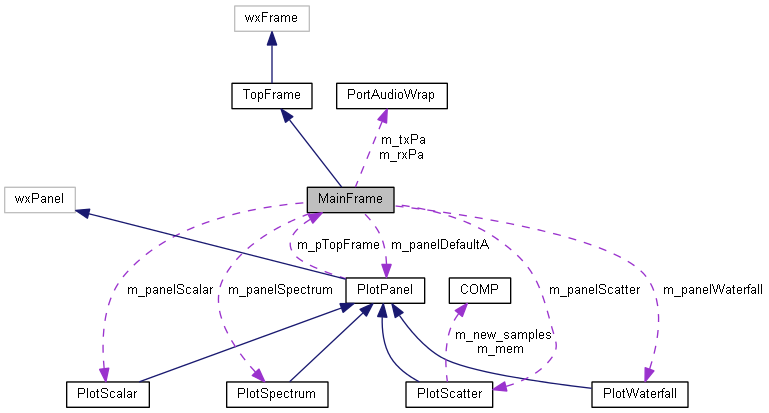 wxFrame
TopFrame
PortAudioWrap
m_txPa
m_rxPa
wxPanel
MainFrame
m_pTopFrame
m_panelDefaultA
m_panelScalar
m_panelSpectrum
PlotPanel
COMP
m_panelScatter
m_panelWaterfall
m_new_samples
m_mem
PlotScalar
PlotSpectrum
PlotScatter
PlotWaterfall